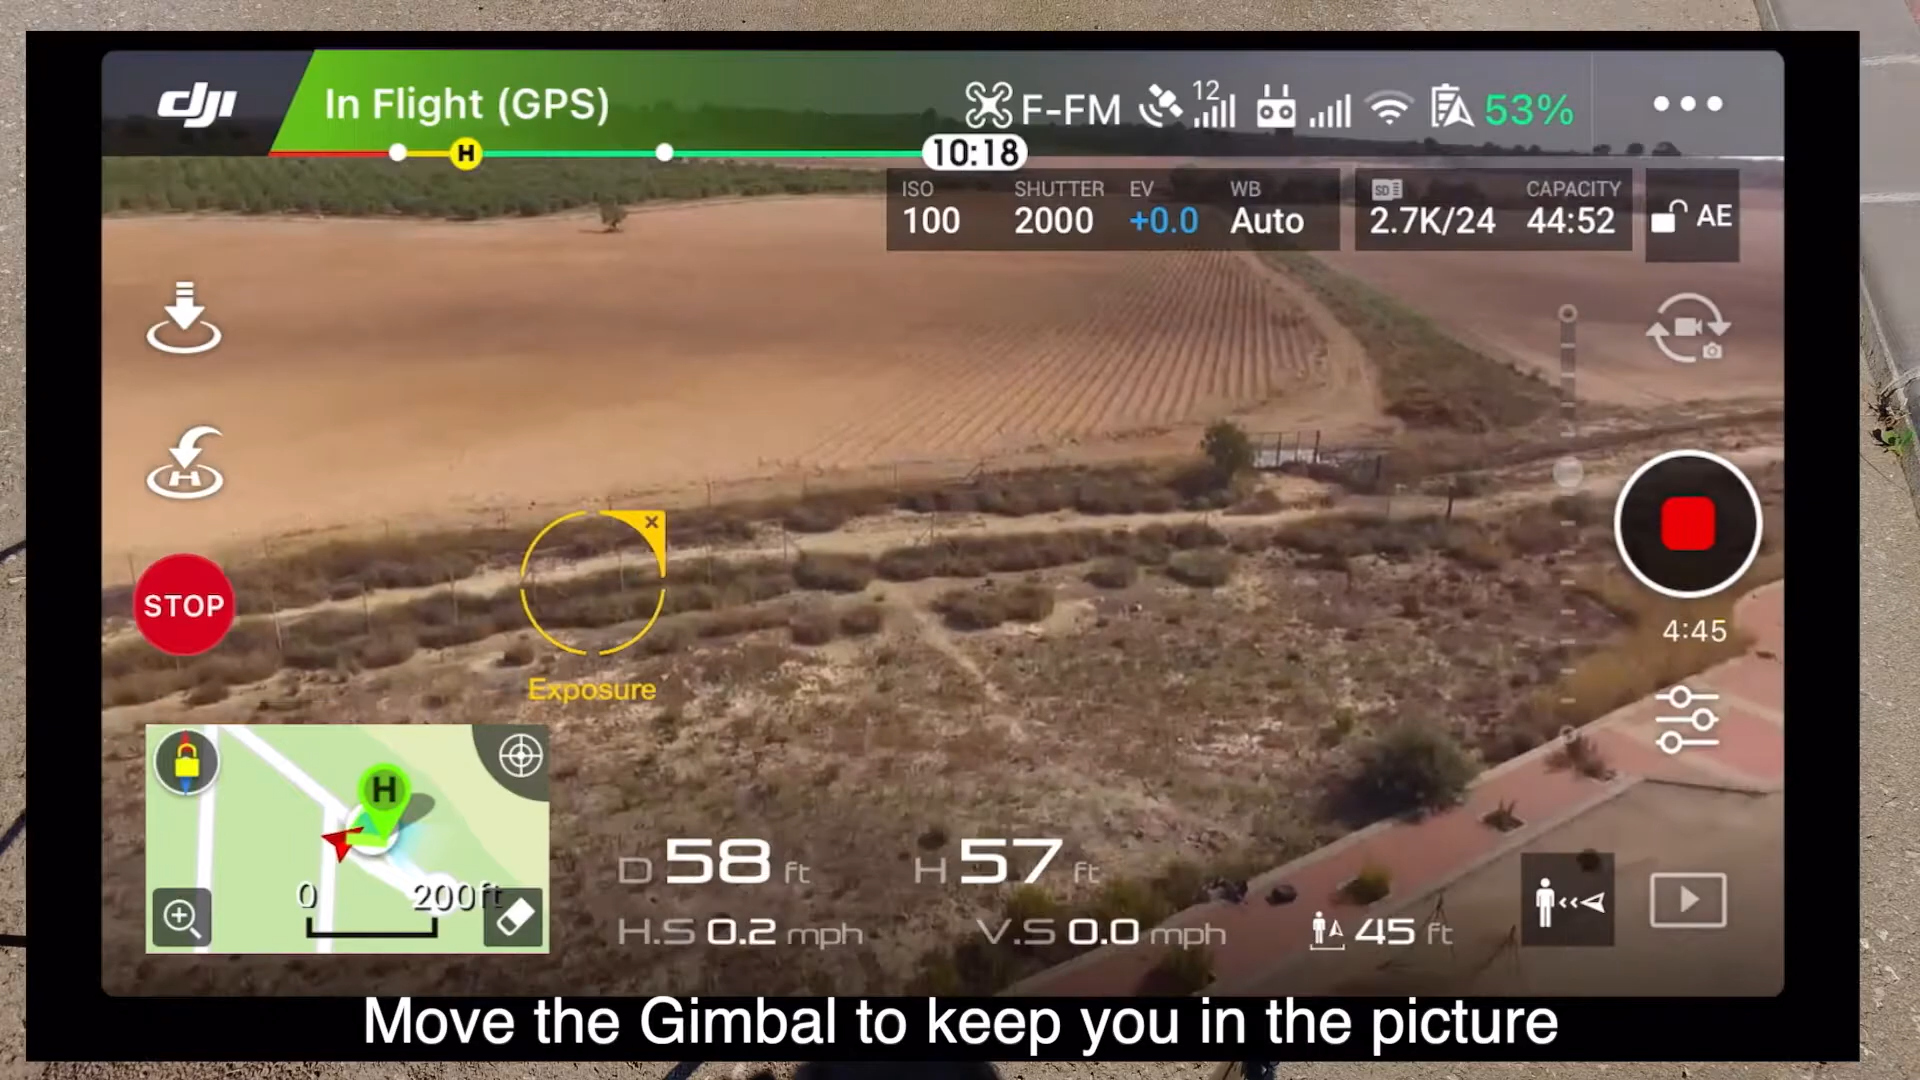 dji
In Flight (GPS)
F-FM
12
53%
H
10:18
ISO
100
SHUTTER
2000
EV
+0.0
WB
Auto
SD
2.7K/24
CAPACITY
44:52
AE
H
STOP
Exposure
4:45
H
0
200ft
D 58 ft
H 57 ft
H.S 0.2 mph
V.S 0.0 mph
45 ft
Move the Gimbal to keep you in the picture